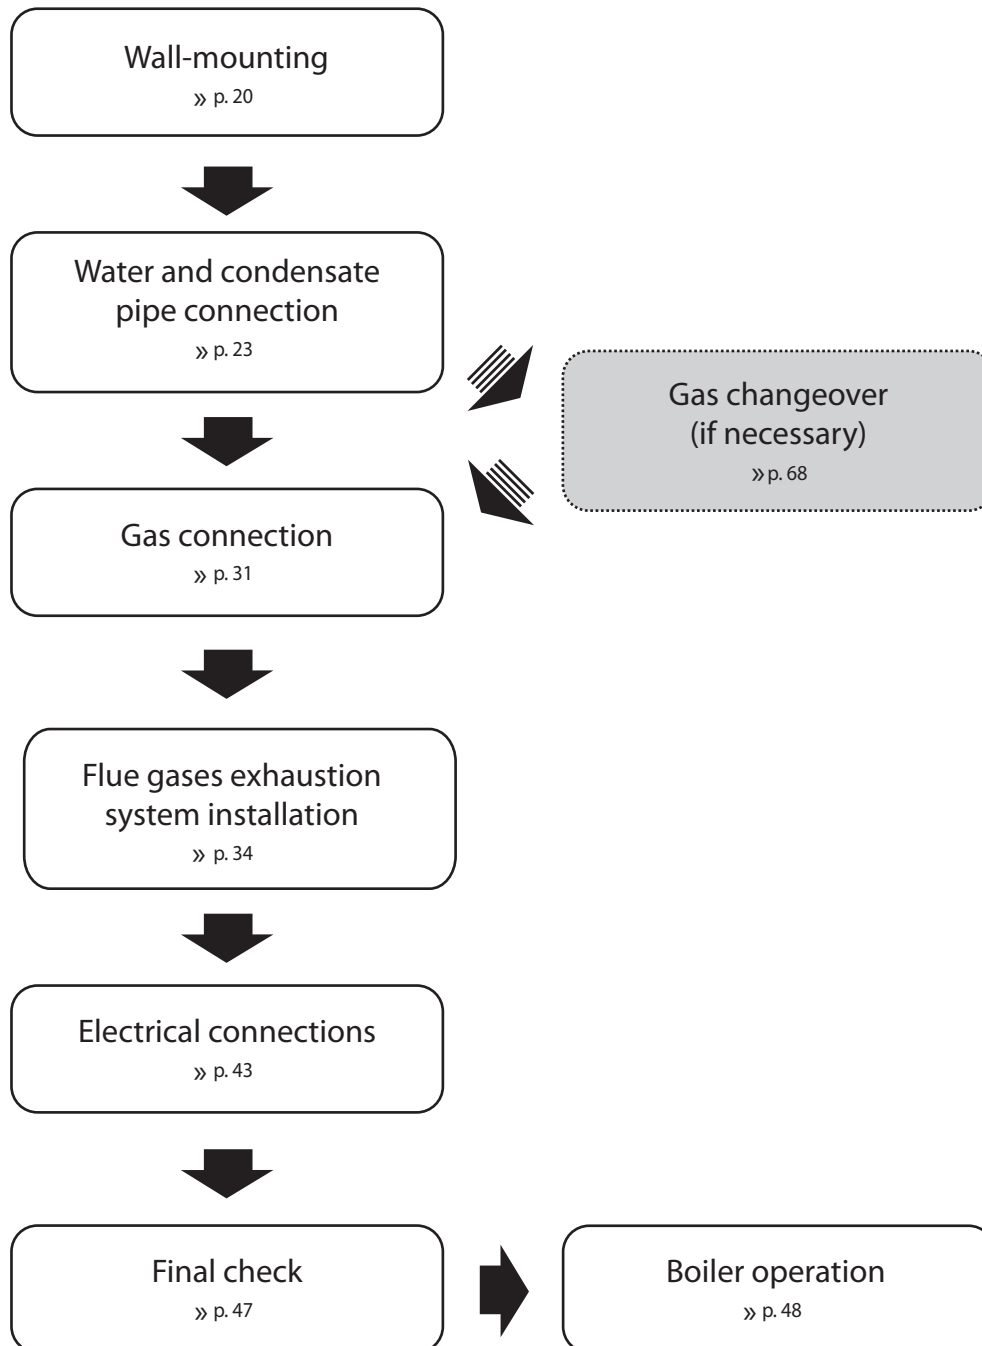 Wall-mounting
» p. 20
Water and condensate
pipe connection
» p. 23
Gas changeover
(if necessary)
» p. 68
Gas connection
» p. 31
Flue gases exhaustion
system installation
» p. 34
Electrical connections
» p. 43
Final check
» p. 47
Boiler operation
» p. 48